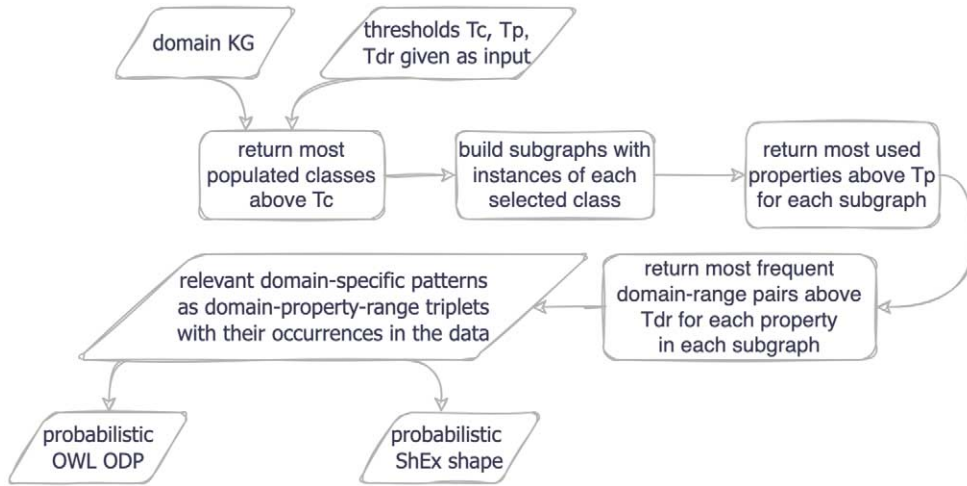 domain KG
thresholds Tc, Tp,
Tdr given as input
return most
populated classes
above Tc
build subgraphs with
instances of each
selected class
return most used
properties above Tp
for each subgraph
relevant domain-specific patterns
as domain-property-range triplets
with their occurrences in the data
return most frequent
domain-range pairs above
Tdr for each property
in each subgraph
probabilistic
OWL ODP
probabilistic
ShEx shape